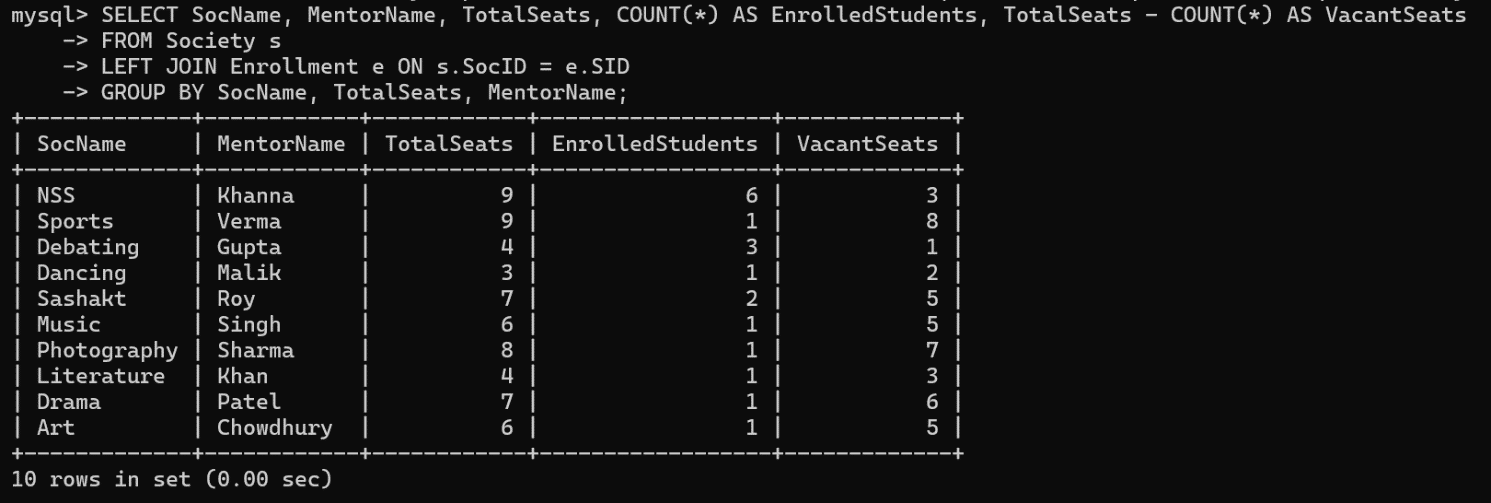 mysql> SELECT SocName, MentorName, TotalSeats, COUNT(*) AS EnrolledStudents, TotalSeats - COUNT(*) AS VacantSeats
    -> FROM Society s
    -> LEFT JOIN Enrollment e ON s.SocID = e.SID
    -> GROUP BY SocName, TotalSeats, MentorName;
+-------------+------------+------------+------------------+-------------+
| SocName     | MentorName | TotalSeats | EnrolledStudents | VacantSeats |
+-------------+------------+------------+------------------+-------------+
| NSS         | Khanna     |          9 |                6 |           3 |
| Sports      | Verma      |          9 |                1 |           8 |
| Debating    | Gupta      |          4 |                3 |           1 |
| Dancing     | Malik      |          3 |                1 |           2 |
| Sashakt     | Roy        |          7 |                2 |           5 |
| Music       | Singh      |          6 |                1 |           5 |
| Photography | Sharma     |          8 |                1 |           7 |
| Literature  | Khan       |          4 |                1 |           3 |
| Drama       | Patel      |          7 |                1 |           6 |
| Art         | Chowdhury  |          6 |                1 |           5 |
+-------------+------------+------------+------------------+-------------+
10 rows in set (0.00 sec)